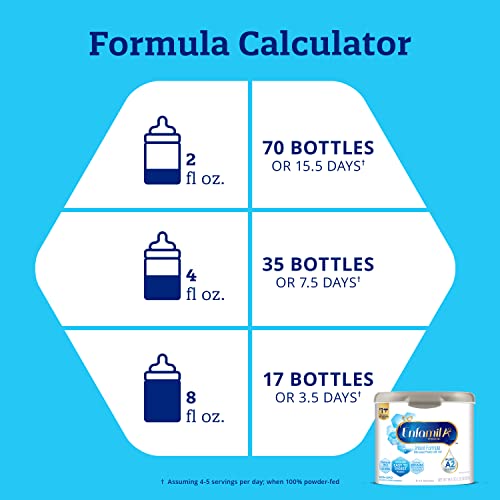 Formula Calculator
2
fl oz.
70 BOTTLES
OR 15.5 DAYS†
4
fl oz.
35 BOTTLES
OR 7.5 DAYS†
8
fl oz.
17 BOTTLES
OR 3.5 DAYS†
Enfamil A+
A2
† Assuming 4-5 servings per day; when 100% powder-fed